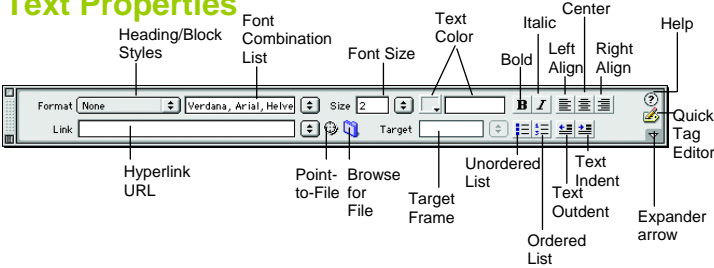 Text Properties
Heading/Block
Styles
Font
Combination
List
Font Size
Text
Color
Bold
Italic
Left
Align
Center
Right
Align
Help
Format None Verdana, Arial, Helve Size 2 B I ?
Link Target
Quick
Tag
Editor
Hyperlink
URL
Point-
to-File
Browse
for
File
Target
Frame
Unordered
List
Ordered
List
Text
Outdent
Text
Indent
Expander
arrow